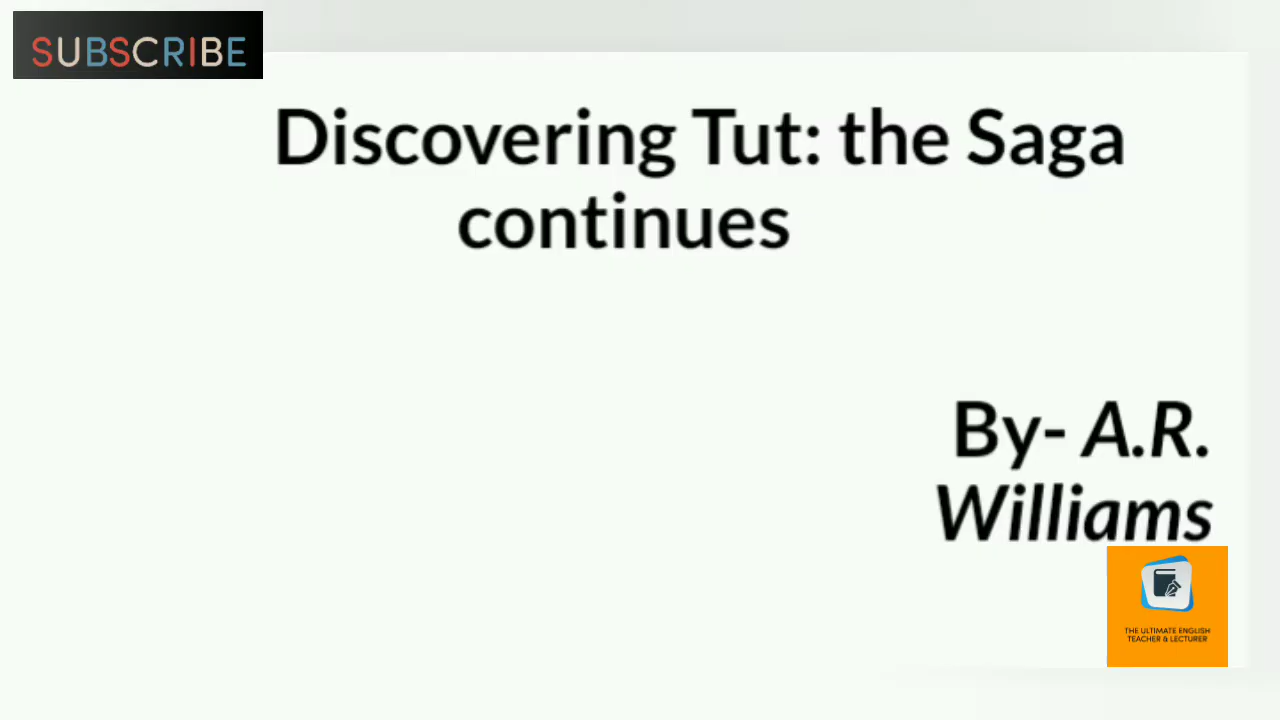 SUBSCRIBE
Discovering Tut: the Saga
continues
By- A.R.
Williams
THE ULTIMATE ENGLISH
TEACHER & LECTURER